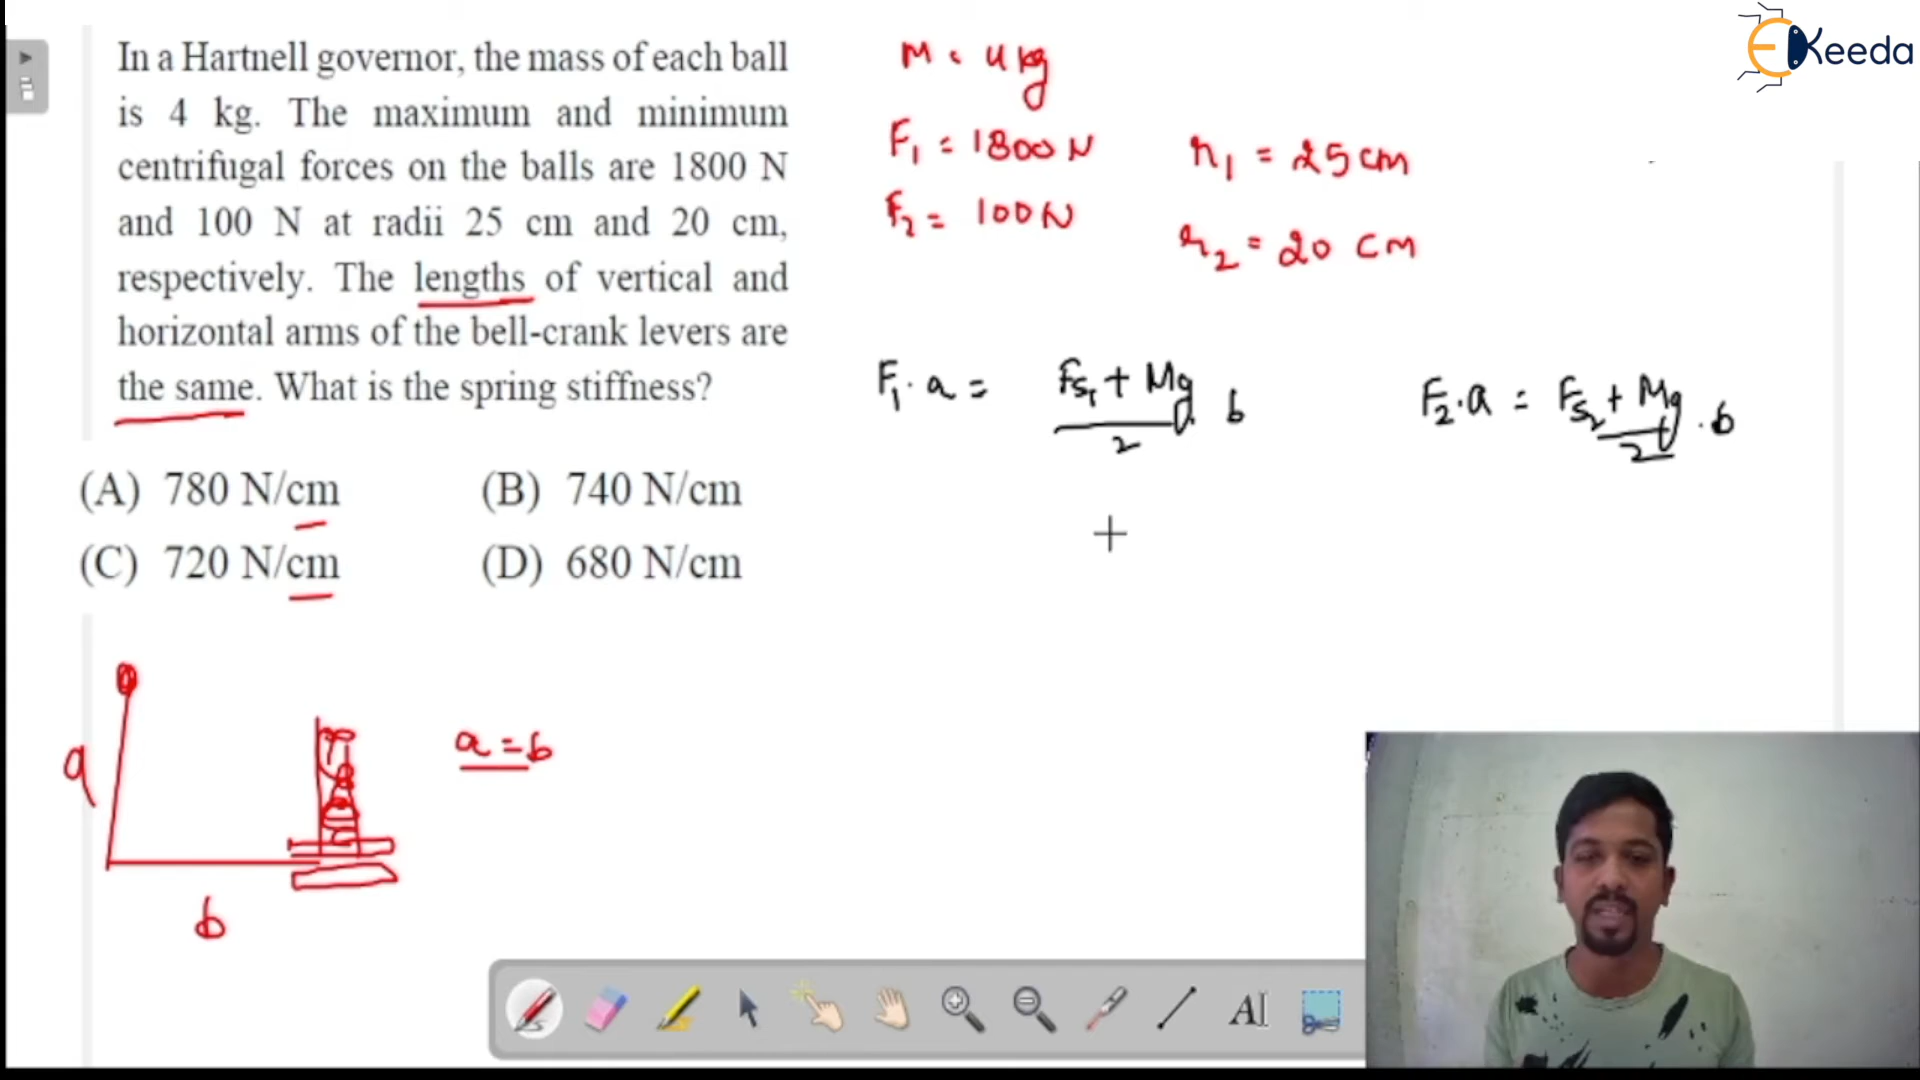 In a Hartnell governor, the mass of each ball
is 4 kg. The maximum and minimum
centrifugal forces on the balls are 1800 N
and 100 N at radii 25 cm and 20 cm,
respectively. The lengths of vertical and
horizontal arms of the bell-crank levers are
the same. What is the spring stiffness?
(A) 780 N/cm (B) 740 N/cm
(C) 720 N/cm (D) 680 N/cm
a
b
a = b
M = 4 kg
F₁ = 1800 N r₁ = 25 cm
F₂ = 100 N r₂ = 20 cm
F₁ · a = (Fs₁ + Mg)/2 · b
F₂ · a = (Fs₂ + Mg)/2 · b
+
EKeeda
AI